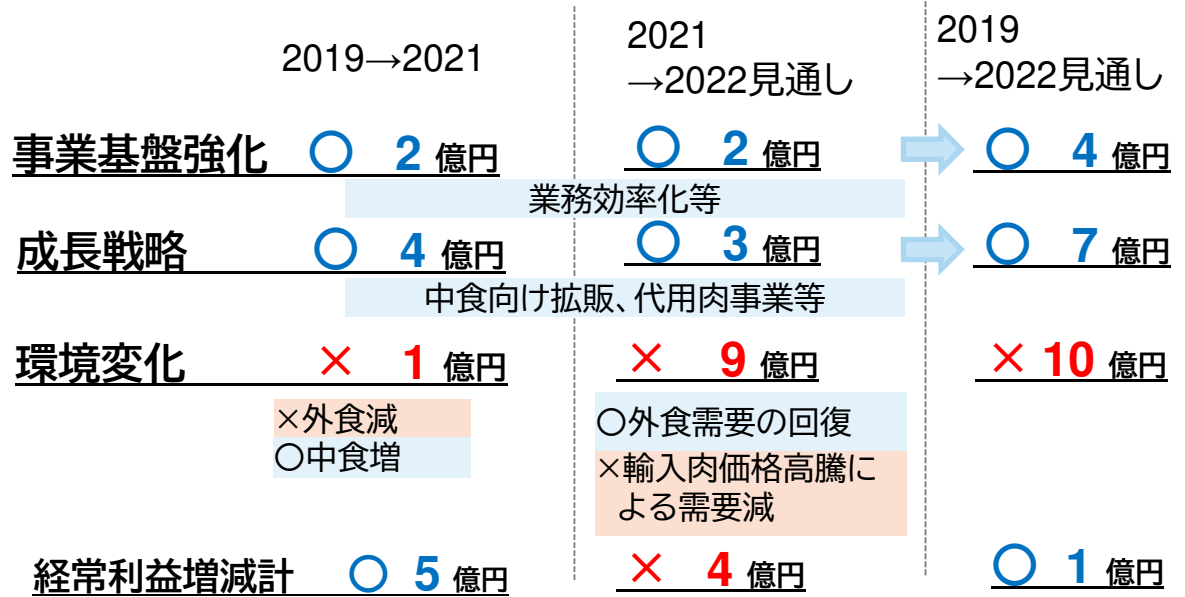 2019→2021
2021
→2022見通し
2019
→2022見通し
事業基盤強化 〇 2 億円 〇 2 億円 〇 4 億円
業務効率化等
成長戦略 〇 4 億円 〇 3 億円 〇 7 億円
中食向け拡販、代用肉事業等
環境変化 × 1 億円 × 9 億円 × 10 億円
×外食減
〇中食増
〇外食需要の回復
×輸入肉価格高騰に
よる需要減
経常利益増減計 〇 5 億円 × 4 億円 〇 1 億円